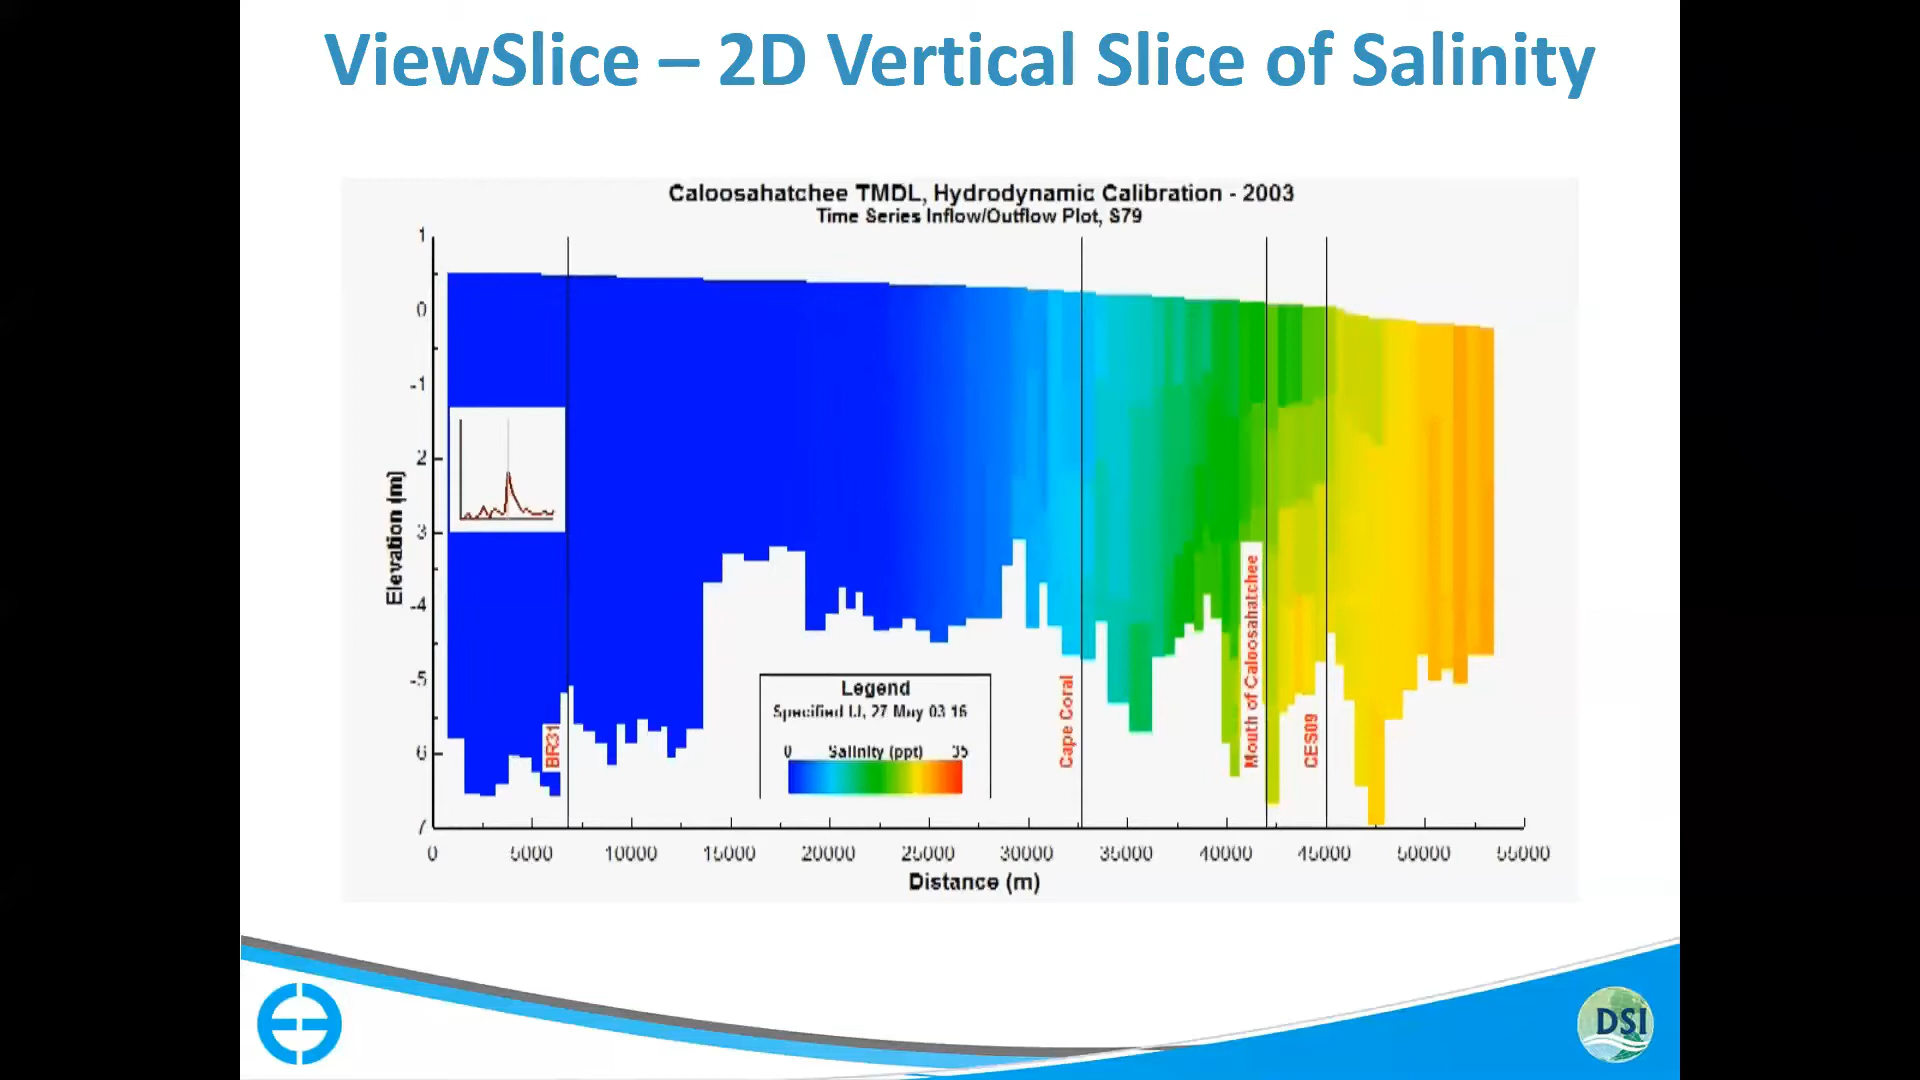 ViewSlice – 2D Vertical Slice of Salinity
Caloosahatchee TMDL, Hydrodynamic Calibration - 2003
Time Series Inflow/Outflow Plot, S79
1
0
-1
2
3
-4
-5
6
7
Elevation (m)
BR31
Cape Coral
Mouth of Caloosahatchee
CES09
Legend
Specified 27 May 03 16
0 Salinity (ppt) 35
0 5000 10000 15000 20000 25000 30000 35000 40000 45000 50000 55000
Distance (m)
DSI